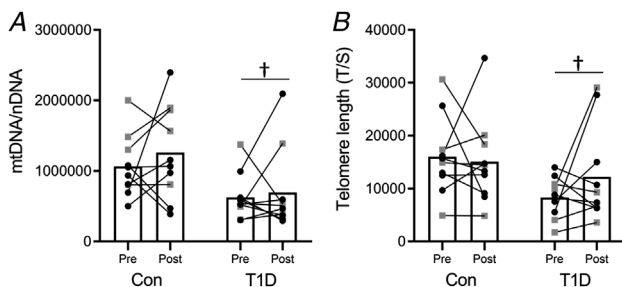 A
mtDNA/nDNA
3000000
2000000
1000000
0
†
Pre Post Pre Post
Con T1D
B
Telomere length (T/S)
40000
30000
20000
10000
0
†
Pre Post Pre Post
Con T1D